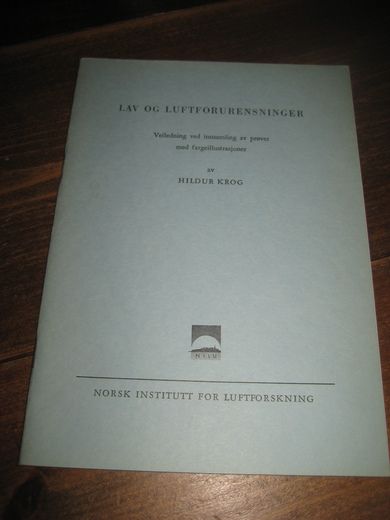 LAV OG LUFTFORURENSNINGER
Veiledning ved innsamling av prøver
med fargeillustrasjoner
av
HILDUR KROG
NILU
NORSK INSTITUTT FOR LUFTFORSKNING